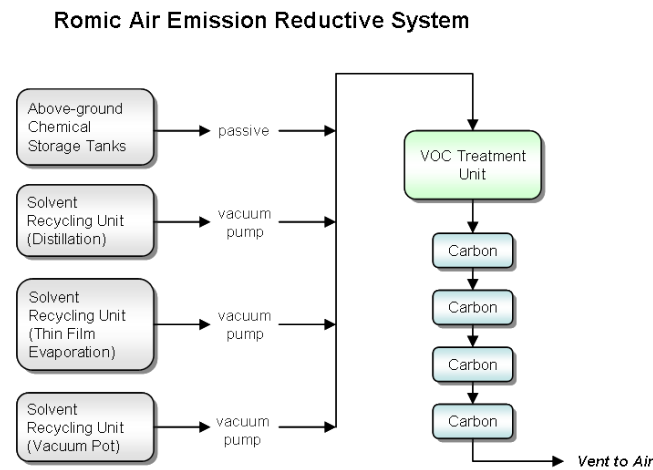 Romic Air Emission Reductive System
Above-ground
Chemical
Storage Tanks
passive
Solvent
Recycling Unit
(Distillation)
vacuum
pump
Solvent
Recycling Unit
(Thin Film
Evaporation)
vacuum
pump
Solvent
Recycling Unit
(Vacuum Pot)
vacuum
pump
VOC Treatment
Unit
Carbon
Carbon
Carbon
Carbon
Vent to Air